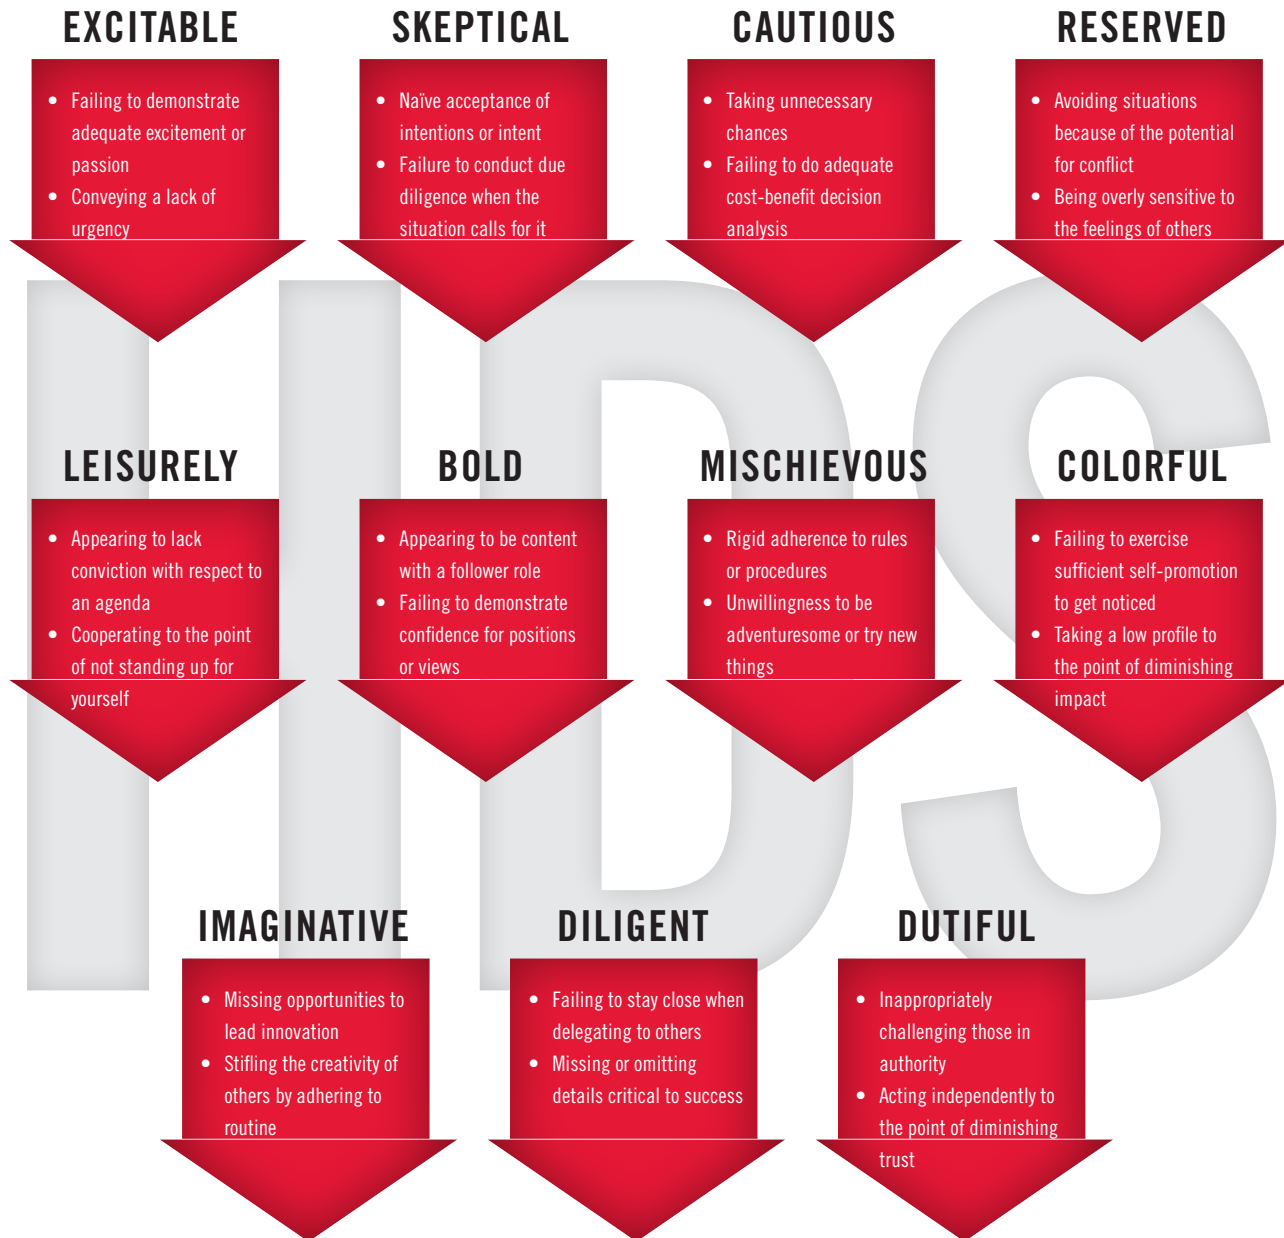 EXCITABLE
• Failing to demonstrate
adequate excitement or
passion
• Conveying a lack of
urgency
SKEPTICAL
• Naïve acceptance of
intentions or intent
• Failure to conduct due
diligence when the
situation calls for it
CAUTIOUS
• Taking unnecessary
chances
• Failing to do adequate
cost-benefit decision
analysis
RESERVED
• Avoiding situations
because of the potential
for conflict
• Being overly sensitive to
the feelings of others
HDS
LEISURELY
• Appearing to lack
conviction with respect to
an agenda
• Cooperating to the point
of not standing up for
yourself
BOLD
• Appearing to be content
with a follower role
• Failing to demonstrate
confidence for positions
or views
MISCHIEVOUS
• Rigid adherence to rules
or procedures
• Unwillingness to be
adventuresome or try new
things
COLORFUL
• Failing to exercise
sufficient self-promotion
to get noticed
• Taking a low profile to
the point of diminishing
impact
IMAGINATIVE
• Missing opportunities to
lead innovation
• Stifling the creativity of
others by adhering to
routine
DILIGENT
• Failing to stay close when
delegating to others
• Missing or omitting
details critical to success
DUTIFUL
• Inappropriately
challenging those in
authority
• Acting independently to
the point of diminishing
trust